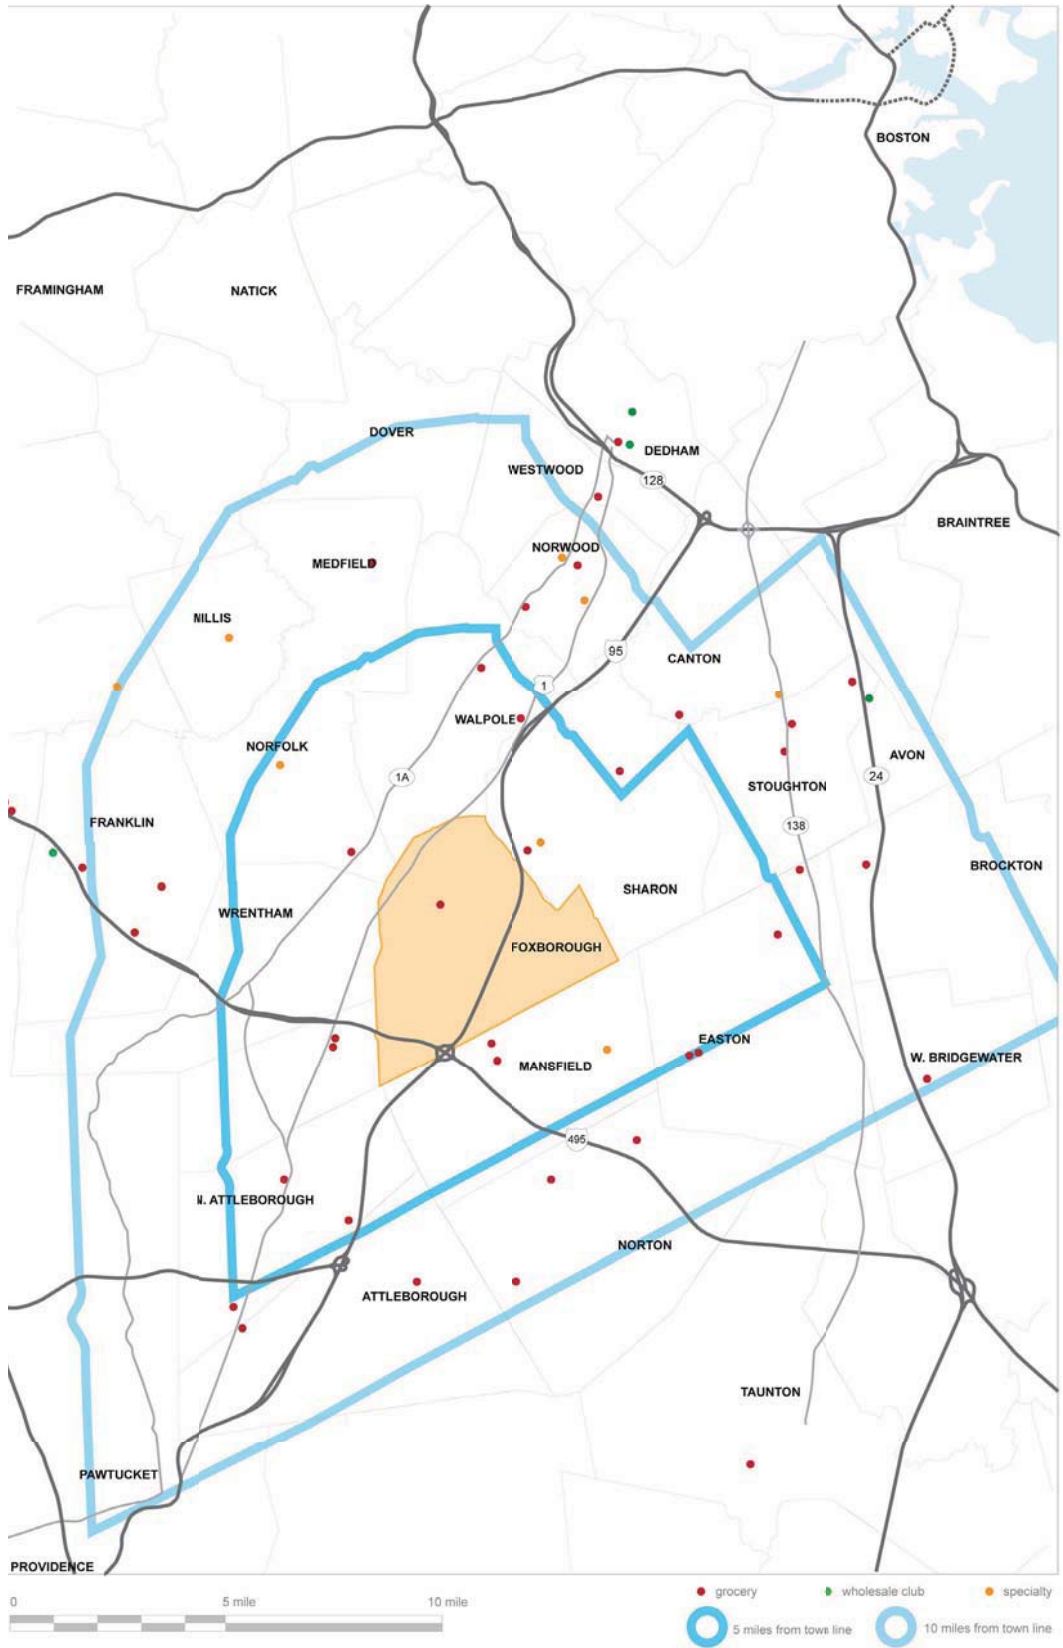 BOSTON
FRAMINGHAM
NATICK
DOVER
DEDHAM
WESTWOOD
128
BRAINTREE
NORWOOD
MEDFIELD
MILLIS
95
CANTON
1
WALPOLE
NORFOLK
AVON
1A
24
STOUGHTON
FRANKLIN
138
BROCKTON
SHARON
WRENTHAM
FOXBOROUGH
EASTON
W. BRIDGEWATER
MANSFIELD
495
N. ATTLEBOROUGH
NORTON
ATTLEBOROUGH
TAUNTON
PAWTUCKET
PROVIDENCE
grocery wholesale club specialty
0 5 mile 10 mile
5 miles from town line 10 miles from town line